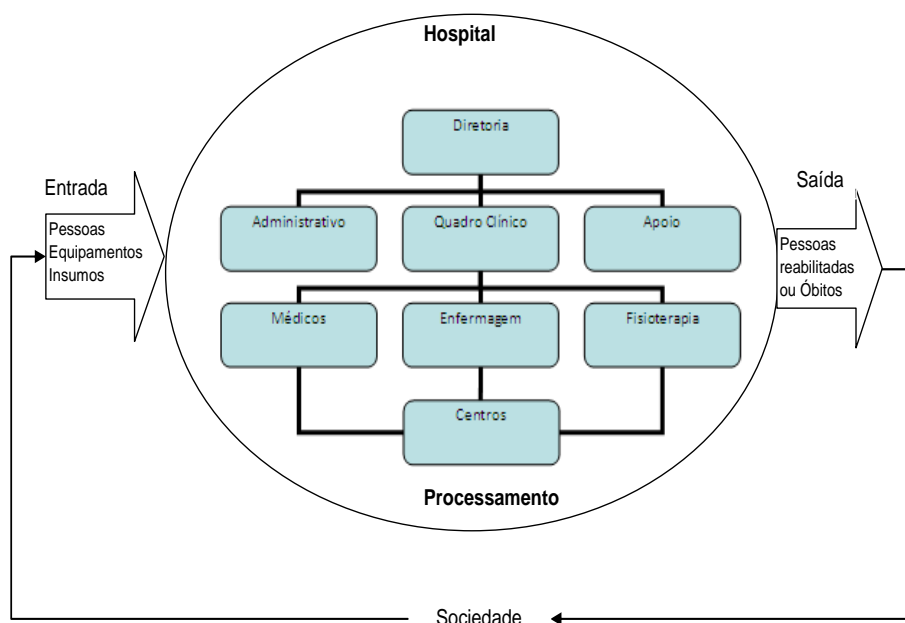 Hospital
Diretoria
Entrada
Saída
Administrativo
Quadro Clínico
Apoio
Pessoas
Equipamentos
Insumos
Pessoas
reabilitadas
ou Óbitos
Médicos
Enfermagem
Fisioterapia
Centros
Processamento
Sociedade